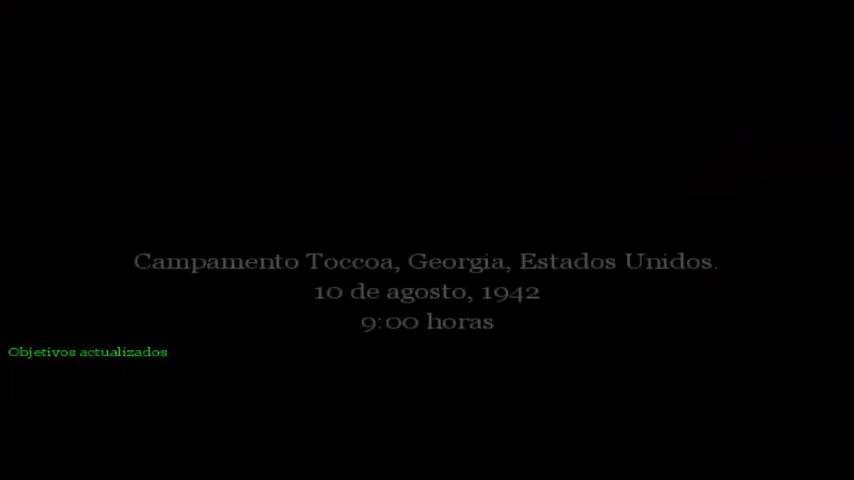 Campamento Toccoa, Georgia, Estados Unidos.
10 de agosto, 1942
9:00 horas
Objetivos actualizados